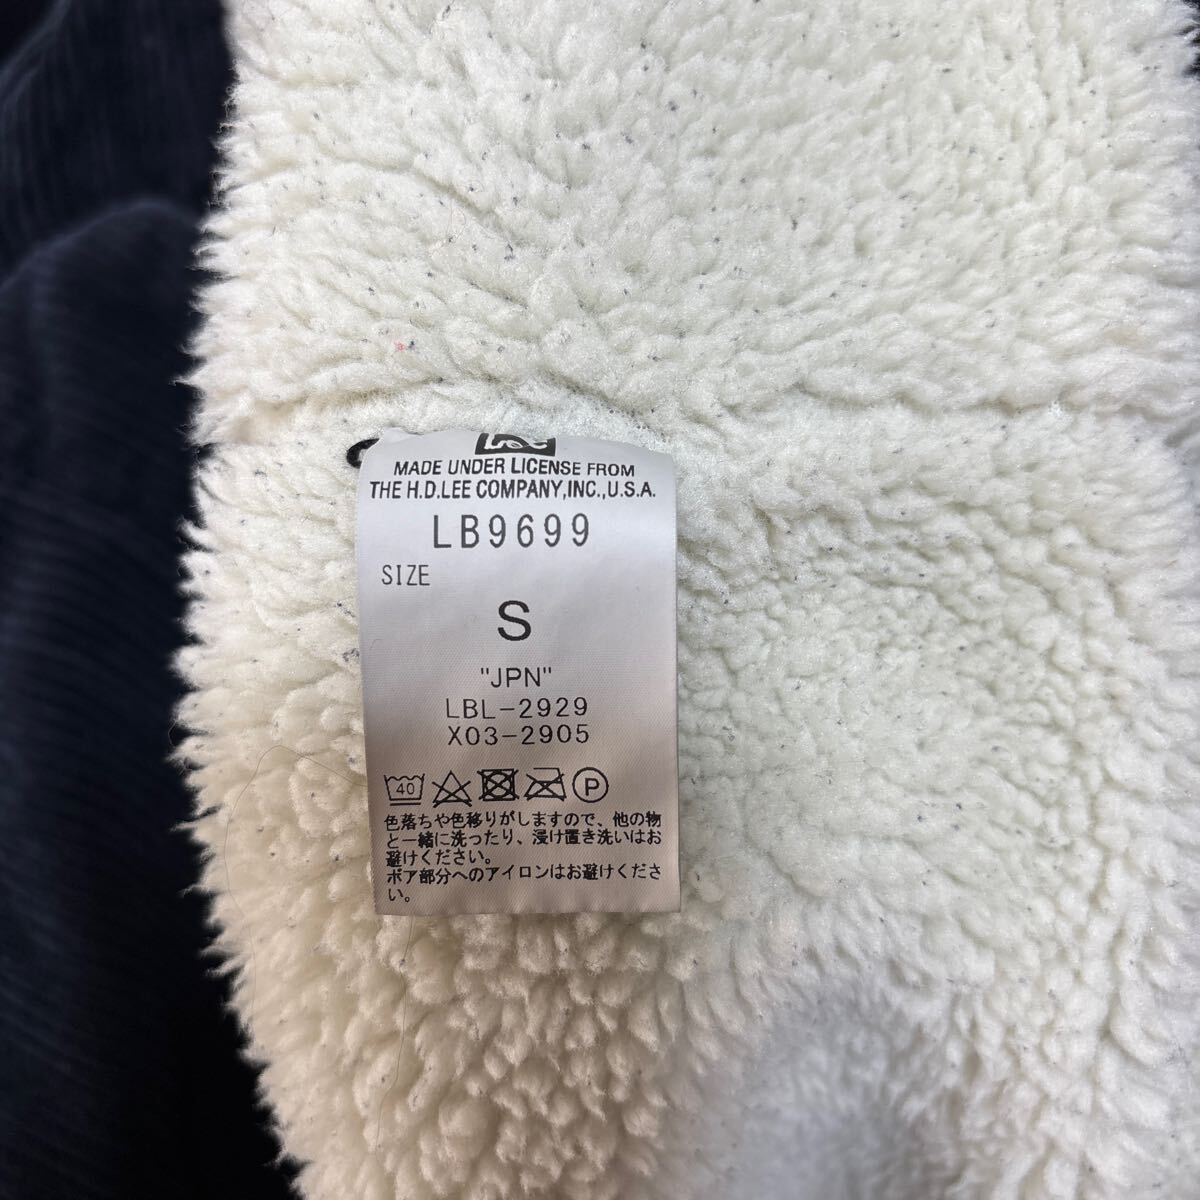 Lee
MADE UNDER LICENSE FROM
THE H.D.LEE COMPANY,INC.,U.S.A.
LB9699
SIZE
S
"JPN"
LBL-2929
X03-2905
40 P
色落ちや色移りがしますので、他の物
と一緒に洗ったり、浸け置き洗いはお
避けください。
ボア部分へのアイロンはお避けくださ
い。